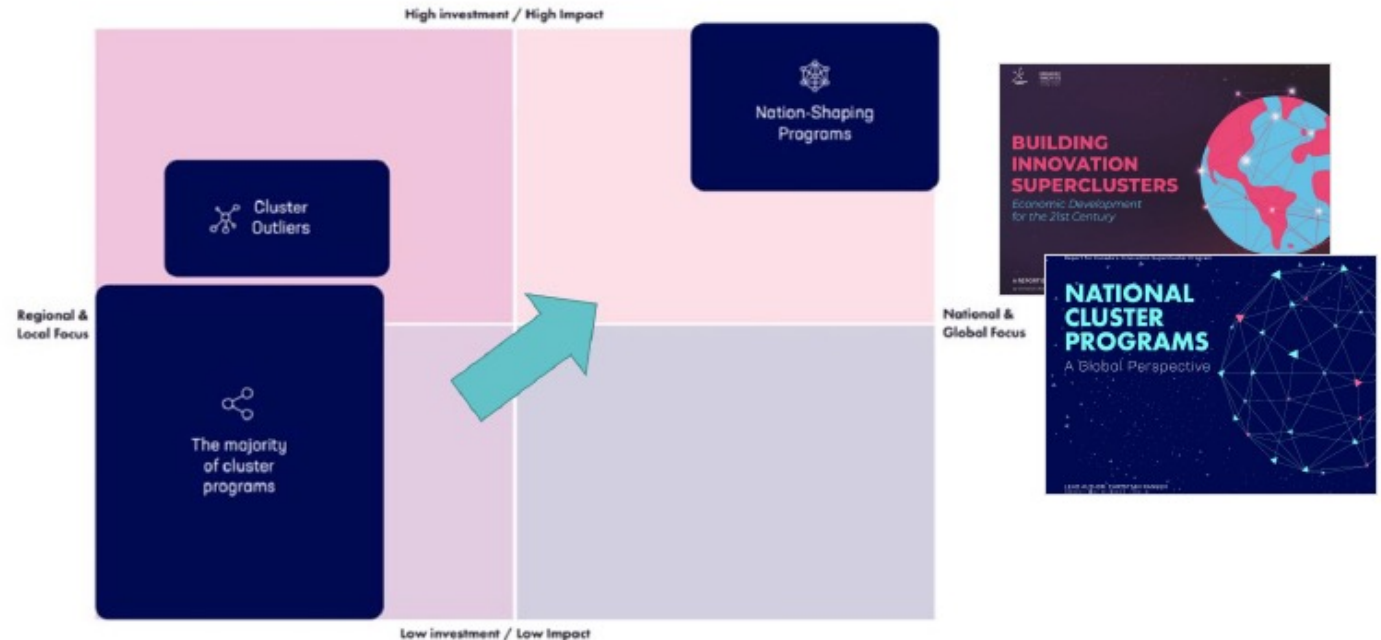 High investment / High Impact
Nation-Shaping
Programs
Cluster
Outliers
Regional &
Local Focus
National &
Global Focus
The majority
of cluster
programs
Low investment / Low Impact
BUILDING
INNOVATION
SUPERCLUSTERS
Economic Development
for the 21st Century
NATIONAL
CLUSTER
PROGRAMS
A Global Perspective